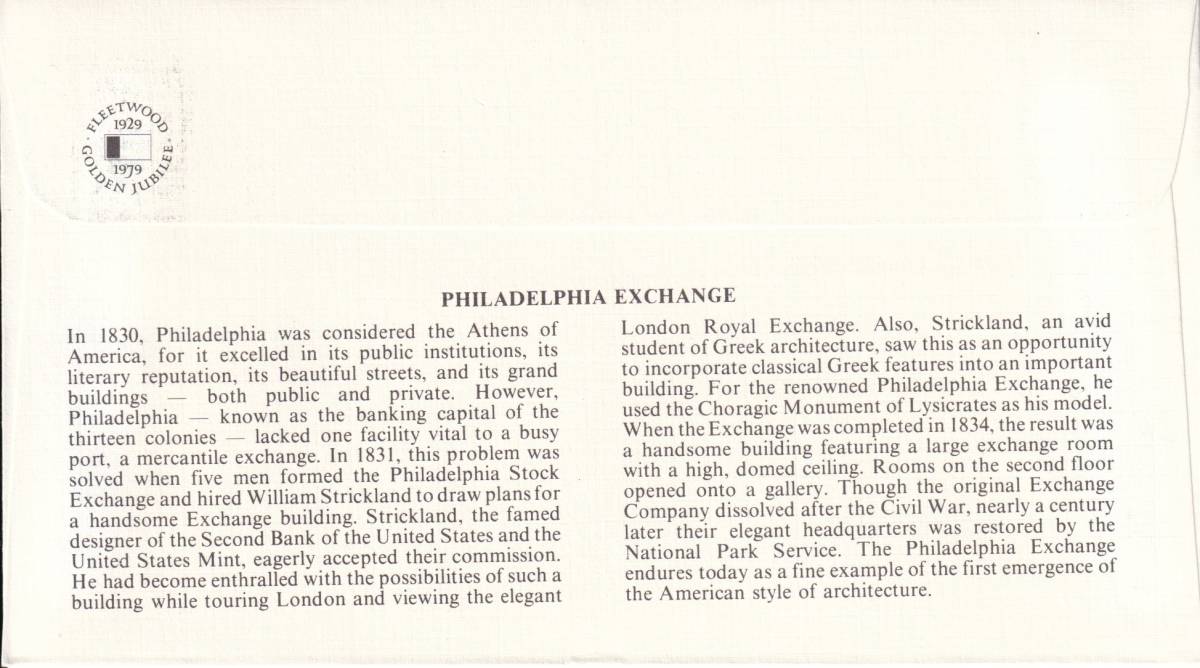 FLEETWOOD
1929
1979
GOLDEN JUBILEE
PHILADELPHIA EXCHANGE
In 1830, Philadelphia was considered the Athens of
America, for it excelled in its public institutions, its
literary reputation, its beautiful streets, and its grand
buildings — both public and private. However,
Philadelphia — known as the banking capital of the
thirteen colonies — lacked one facility vital to a busy
port, a mercantile exchange. In 1831, this problem was
solved when five men formed the Philadelphia Stock
Exchange and hired William Strickland to draw plans for
a handsome Exchange building. Strickland, the famed
designer of the Second Bank of the United States and the
United States Mint, eagerly accepted their commission.
He had become enthralled with the possibilities of such a
building while touring London and viewing the elegant
London Royal Exchange. Also, Strickland, an avid
student of Greek architecture, saw this as an opportunity
to incorporate classical Greek features into an important
building. For the renowned Philadelphia Exchange, he
used the Choragic Monument of Lysicrates as his model.
When the Exchange was completed in 1834, the result was
a handsome building featuring a large exchange room
with a high, domed ceiling. Rooms on the second floor
opened onto a gallery. Though the original Exchange
Company dissolved after the Civil War, nearly a century
later their elegant headquarters was restored by the
National Park Service. The Philadelphia Exchange
endures today as a fine example of the first emergence of
the American style of architecture.